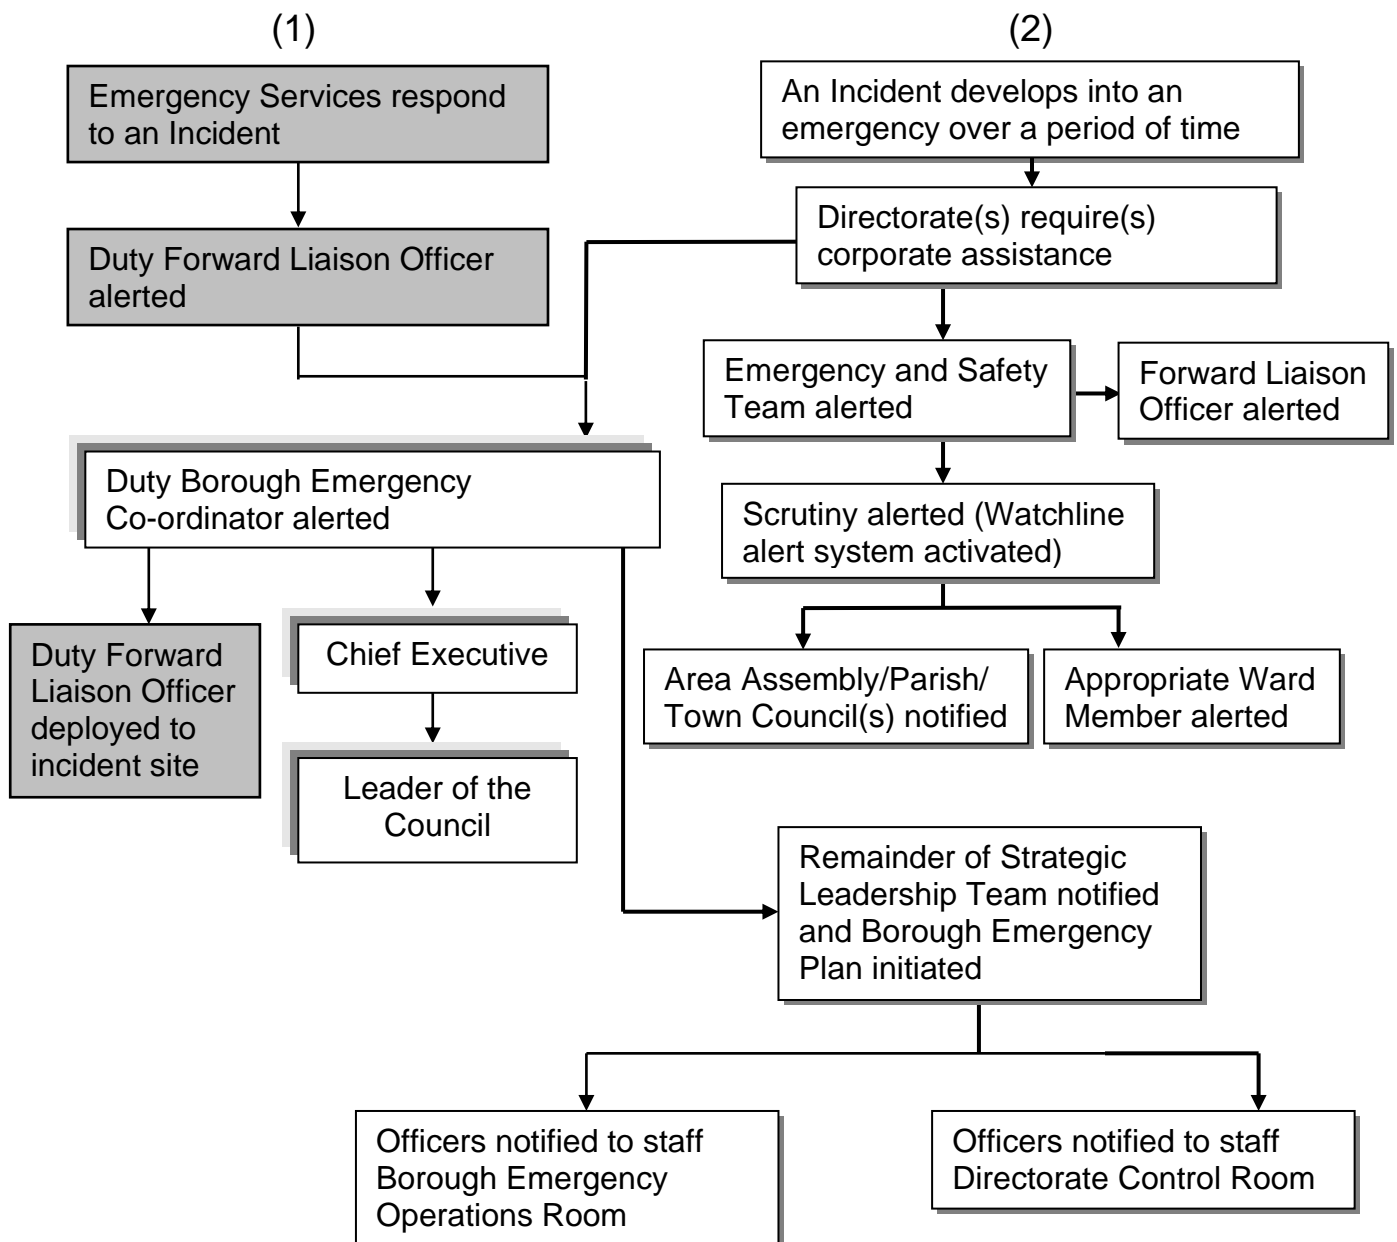 (1)
(2)
Emergency Services respond
to an Incident
An Incident develops into an
emergency over a period of time
Directorate(s) require(s)
corporate assistance
Duty Forward Liaison Officer
alerted
Emergency and Safety
Team alerted
Forward Liaison
Officer alerted
Duty Borough Emergency
Co-ordinator alerted
Scrutiny alerted (Watchline
alert system activated)
Duty Forward
Liaison Officer
deployed to
incident site
Chief Executive
Area Assembly/Parish/
Town Council(s) notified
Appropriate Ward
Member alerted
Leader of the
Council
Remainder of Strategic
Leadership Team notified
and Borough Emergency
Plan initiated
Officers notified to staff
Borough Emergency
Operations Room
Officers notified to staff
Directorate Control Room